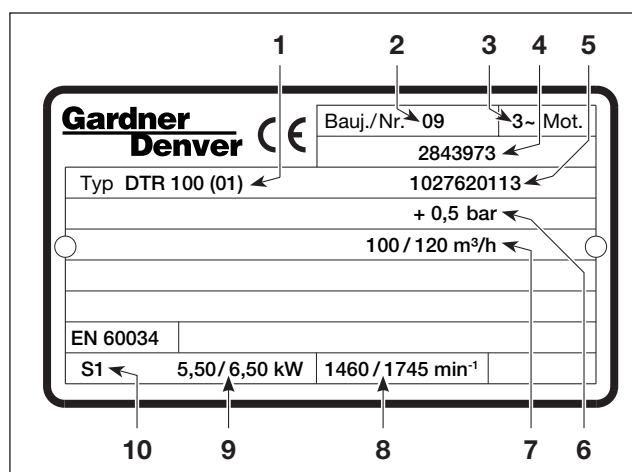 1 2 3 4 5
Gardner
Denver
CE
Bauj./Nr. 09 3~ Mot.
2843973
Typ DTR 100 (01) 1027620113
+ 0,5 bar
100 / 120 m³/h
EN 60034
S1 5,50/6,50 kW 1460/1745 min⁻¹
10 9 8 7 6